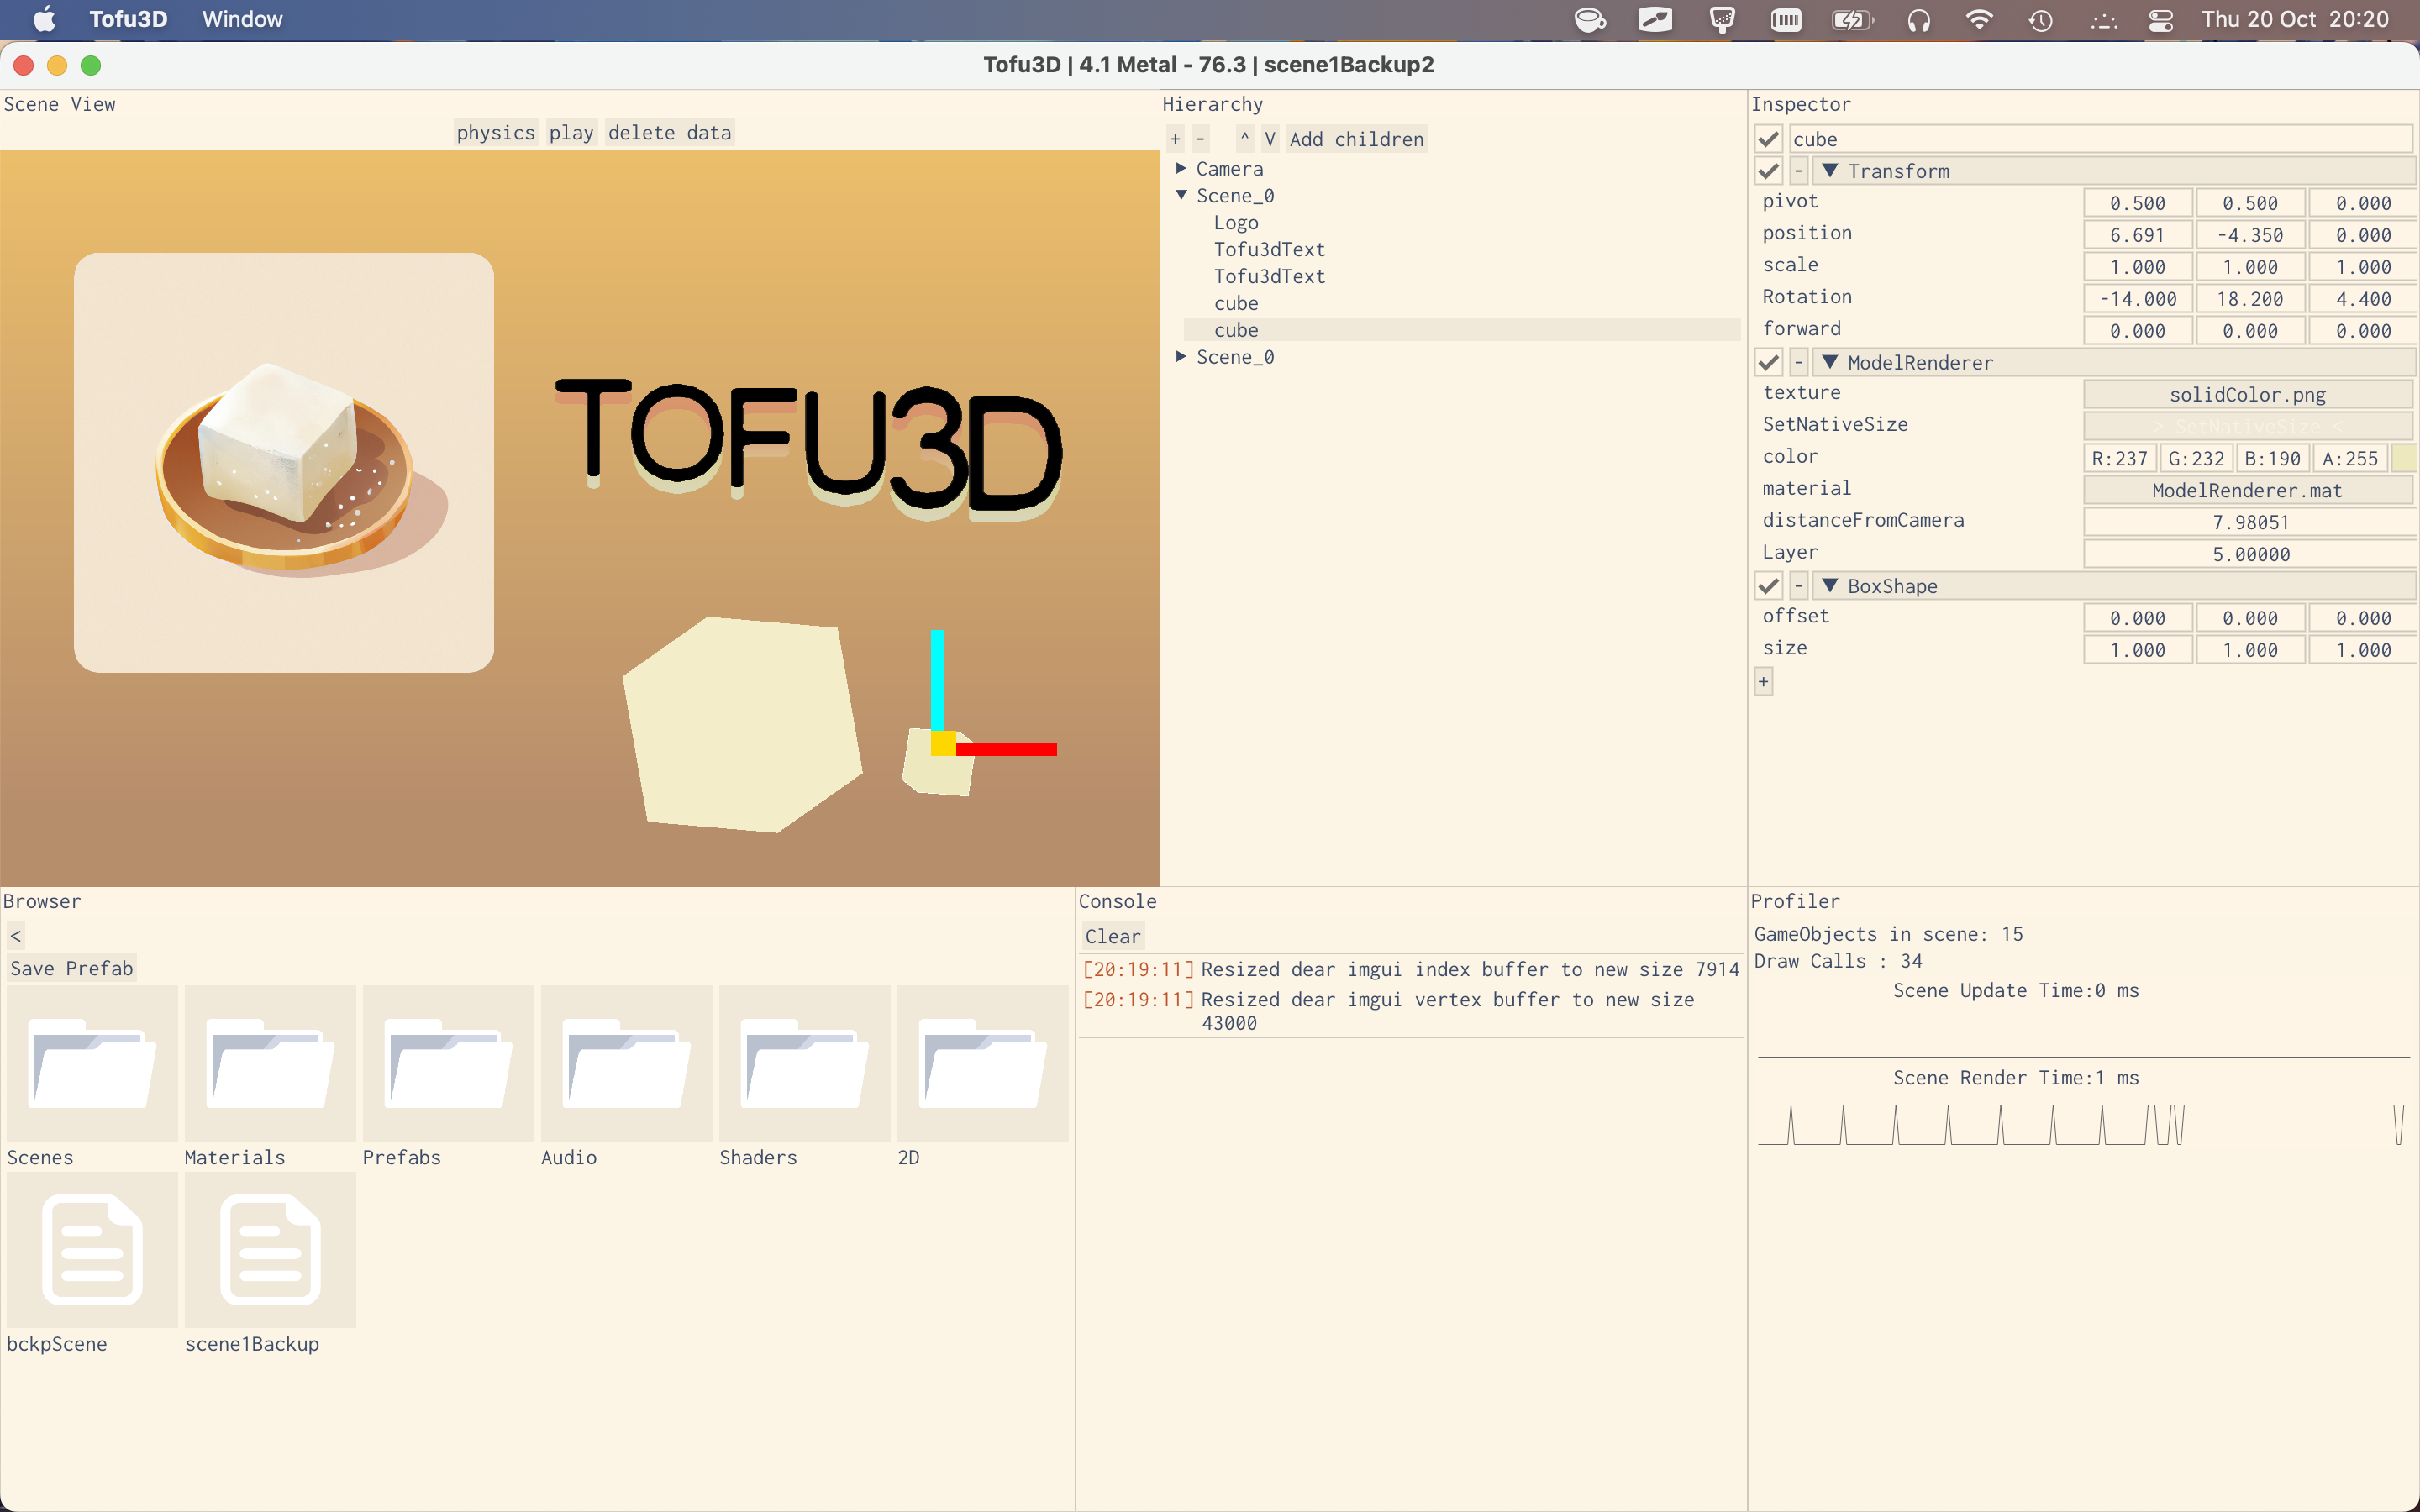 Tofu3D Window Thu 20 Oct 20:20
Tofu3D | 4.1 Metal - 76.3 | scene1Backup2
Scene View
physics play delete data
TOFU3D
Hierarchy
+ - ^ V Add children
Camera
Scene_0
Logo
Tofu3dText
Tofu3dText
cube
cube
Scene_0
Inspector
cube
- Transform
pivot 0.500 0.500 0.000
position 6.691 -4.350 0.000
scale 1.000 1.000 1.000
Rotation -14.000 18.200 4.400
forward 0.000 0.000 0.000
- ModelRenderer
texture solidColor.png
SetNativeSize > SetNativeSize <
color R:237 G:232 B:190 A:255
material ModelRenderer.mat
distanceFromCamera 7.98051
Layer 5.00000
- BoxShape
offset 0.000 0.000 0.000
size 1.000 1.000 1.000
+
Browser
<
Save Prefab
Scenes Materials Prefabs Audio Shaders 2D
bckpScene scene1Backup
Console
Clear
[20:19:11] Resized dear imgui index buffer to new size 7914
[20:19:11] Resized dear imgui vertex buffer to new size
43000
Profiler
GameObjects in scene: 15
Draw Calls : 34
Scene Update Time:0 ms
Scene Render Time:1 ms